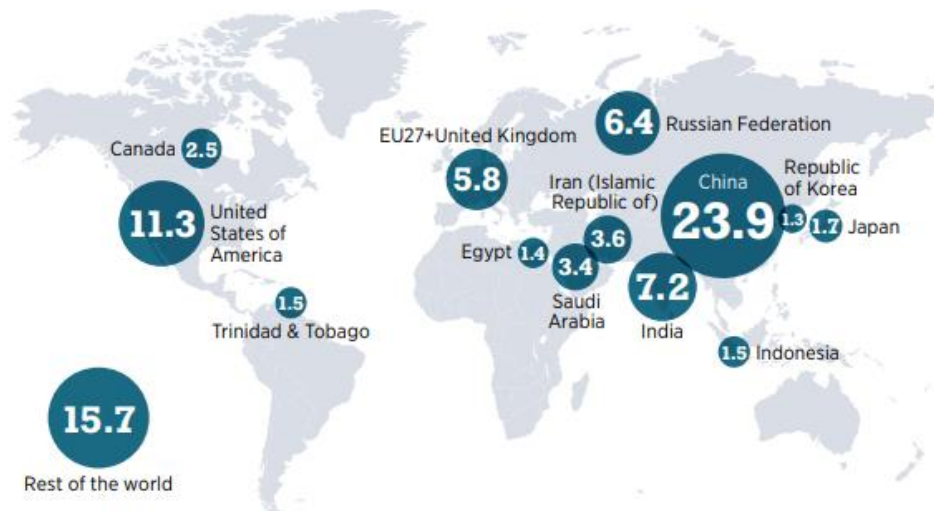 Canada 2.5
11.3
United
States of
America
1.5
Trinidad & Tobago
15.7
Rest of the world
EU27+United Kingdom
5.8
6.4 Russian Federation
Iran (Islamic
Republic of)
3.6
Egypt 1.4
3.4
Saudi
Arabia
China
23.9
Republic
of Korea
1.3
1.7 Japan
7.2
India
1.5 Indonesia